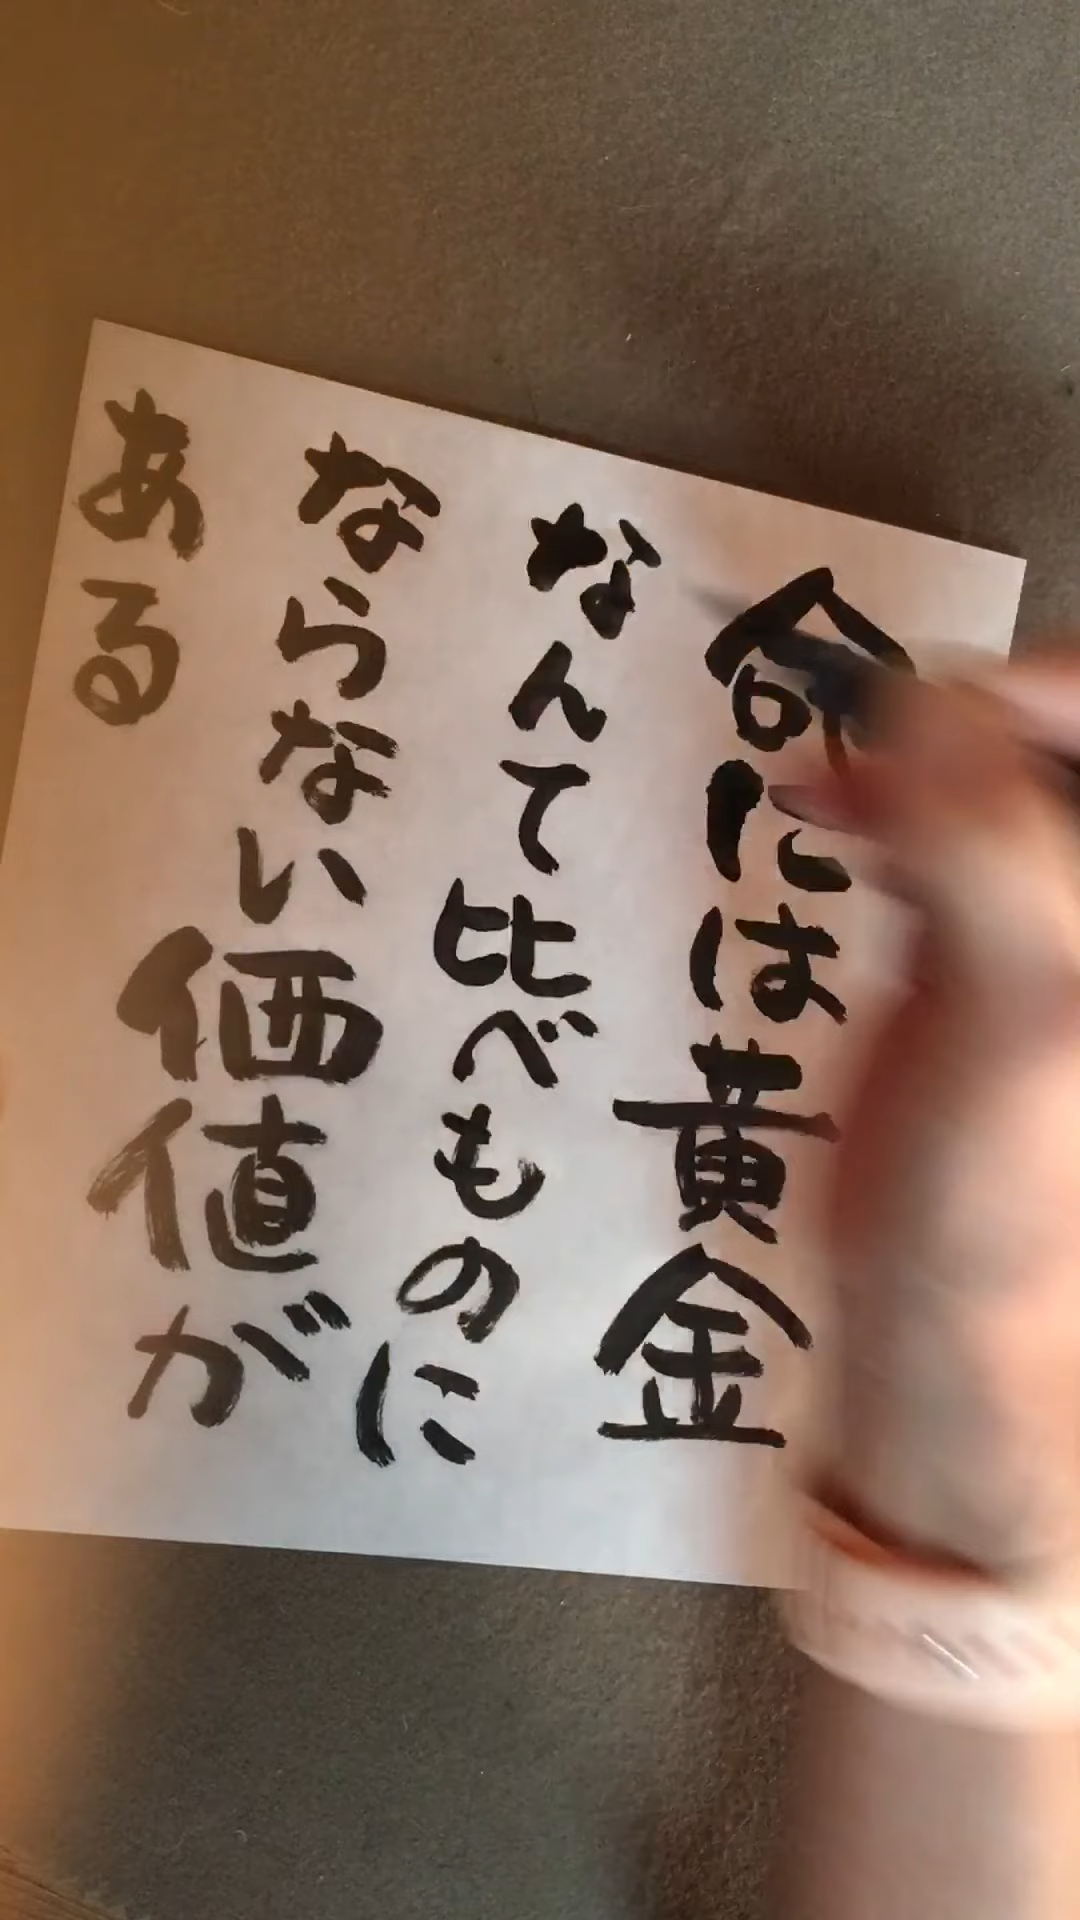 命には黄金
なんて比べものに
ならない価値が
ある